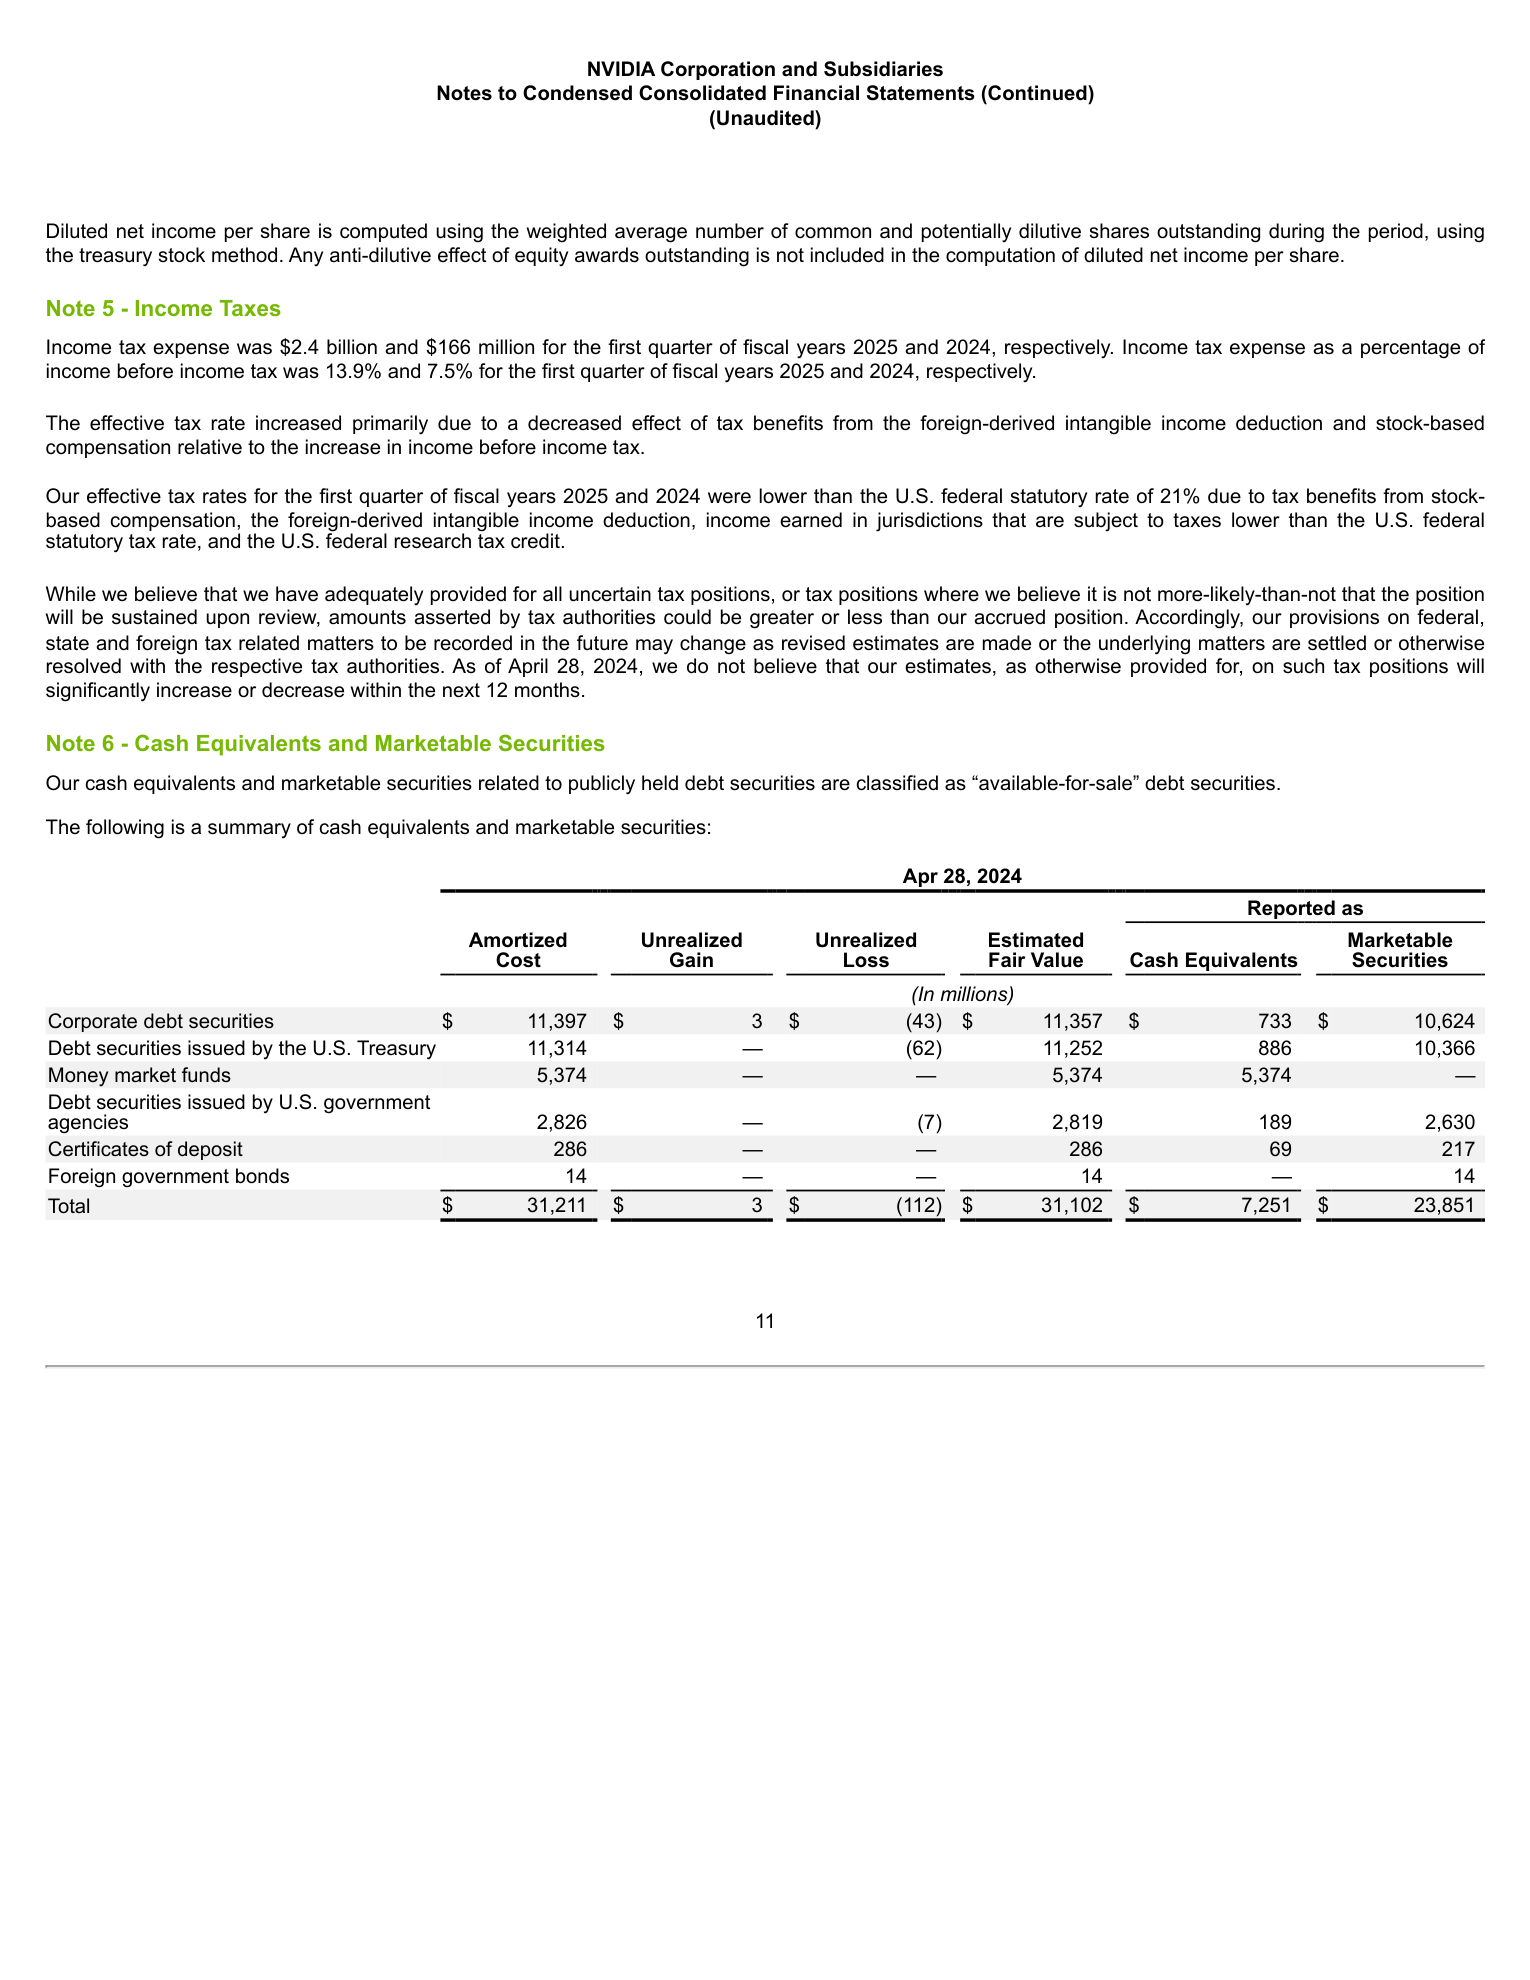 NVIDIA Corporation and Subsidiaries
Notes to Condensed Consolidated Financial Statements (Continued)
(Unaudited)
Diluted net income per share is computed using the weighted average number of common and potentially dilutive shares outstanding during the period, using
the treasury stock method. Any anti-dilutive effect of equity awards outstanding is not included in the computation of diluted net income per share.
Note 5 - Income Taxes
Income tax expense was $2.4 billion and $166 million for the first quarter of fiscal years 2025 and 2024, respectively. Income tax expense as a percentage of
income before income tax was 13.9% and 7.5% for the first quarter of fiscal years 2025 and 2024, respectively.
The effective tax rate increased primarily due to a decreased effect of tax benefits from the foreign-derived intangible income deduction and stock-based
compensation relative to the increase in income before income tax.
Our effective tax rates for the first quarter of fiscal years 2025 and 2024 were lower than the U.S. federal statutory rate of 21% due to tax benefits from stock-
based compensation, the foreign-derived intangible income deduction, income earned in jurisdictions that are subject to taxes lower than the U.S. federal
statutory tax rate, and the U.S. federal research tax credit.
While we believe that we have adequately provided for all uncertain tax positions, or tax positions where we believe it is not more-likely-than-not that the position
will be sustained upon review, amounts asserted by tax authorities could be greater or less than our accrued position. Accordingly, our provisions on federal,
state and foreign tax related matters to be recorded in the future may change as revised estimates are made or the underlying matters are settled or otherwise
resolved with the respective tax authorities. As of April 28, 2024, we do not believe that our estimates, as otherwise provided for, on such tax positions will
significantly increase or decrease within the next 12 months.
Note 6 - Cash Equivalents and Marketable Securities
Our cash equivalents and marketable securities related to publicly held debt securities are classified as “available-for-sale” debt securities.
The following is a summary of cash equivalents and marketable securities:
Apr 28, 2024
Reported as
Amortized Cost Unrealized Gain Unrealized Loss Estimated Fair Value Cash Equivalents Marketable Securities
(In millions)
Corporate debt securities $ 11,397 $ 3 $ (43) $ 11,357 $ 733 $ 10,624
Debt securities issued by the U.S. Treasury 11,314 — (62) 11,252 886 10,366
Money market funds 5,374 — — 5,374 5,374 —
Debt securities issued by U.S. government
agencies 2,826 — (7) 2,819 189 2,630
Certificates of deposit 286 — — 286 69 217
Foreign government bonds 14 — — 14 — 14
Total $ 31,211 $ 3 $ (112) $ 31,102 $ 7,251 $ 23,851
11